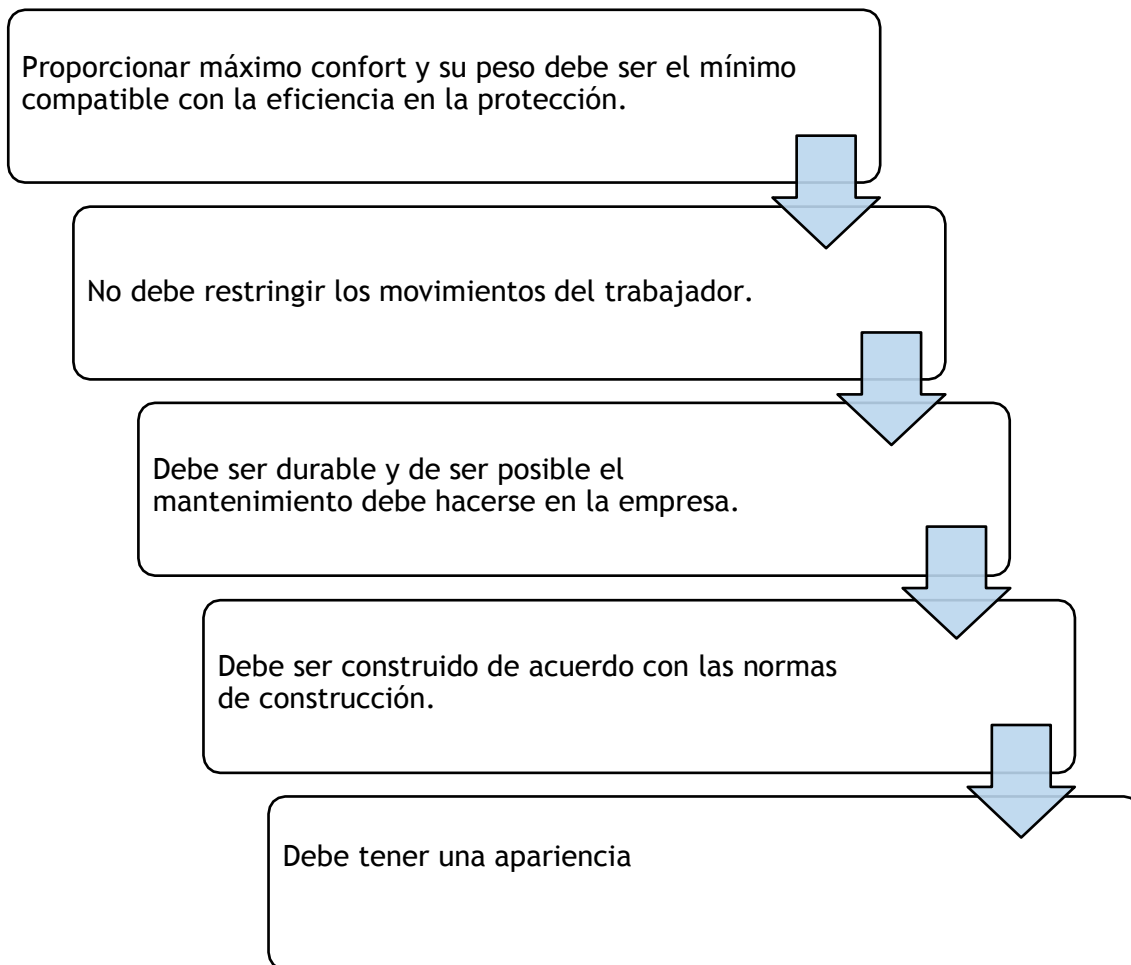 Proporcionar máximo confort y su peso debe ser el mínimo
compatible con la eficiencia en la protección.
No debe restringir los movimientos del trabajador.
Debe ser durable y de ser posible el
mantenimiento debe hacerse en la empresa.
Debe ser construido de acuerdo con las normas
de construcción.
Debe tener una apariencia